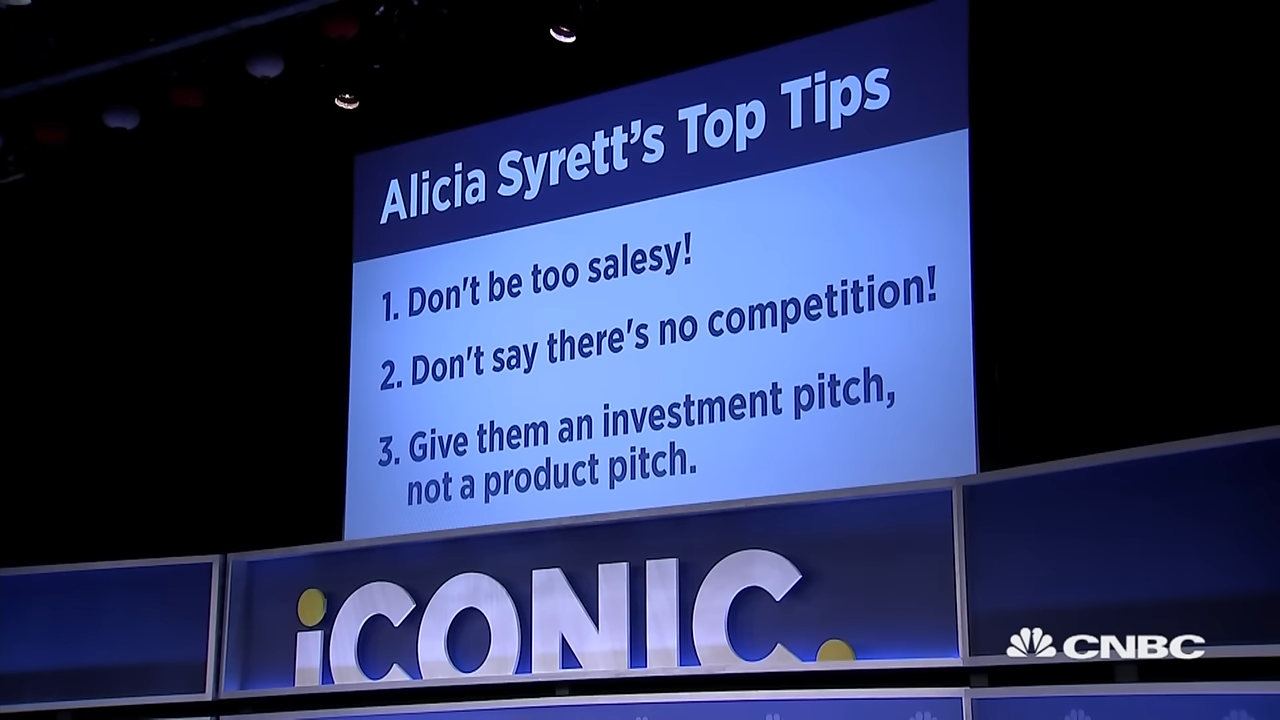 Alicia Syrett’s Top Tips
1. Don't be too salesy!
2. Don't say there's no competition!
3. Give them an investment pitch,
not a product pitch.
iCONIC.
CNBC